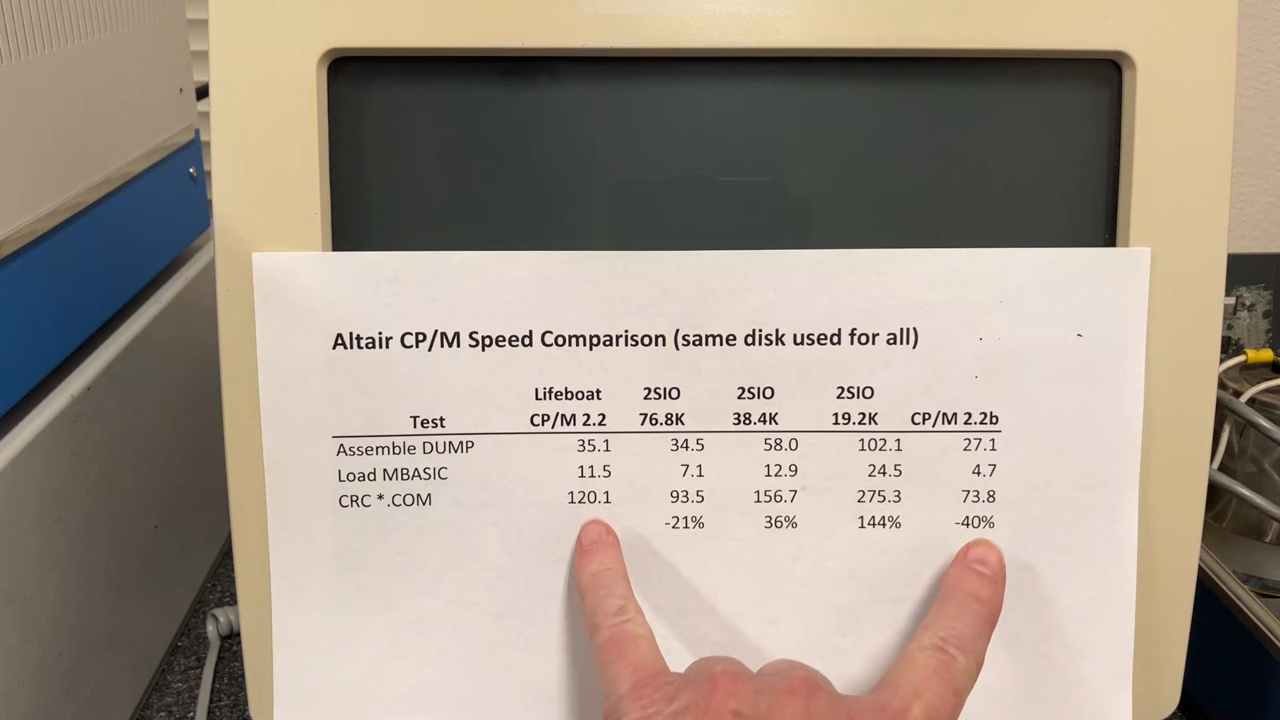 Altair CP/M Speed Comparison (same disk used for all)
Lifeboat 2SIO 2SIO 2SIO
Test CP/M 2.2 76.8K 38.4K 19.2K CP/M 2.2b
Assemble DUMP 35.1 34.5 58.0 102.1 27.1
Load MBASIC 11.5 7.1 12.9 24.5 4.7
CRC *.COM 120.1 93.5 156.7 275.3 73.8
-21% 36% 144% -40%